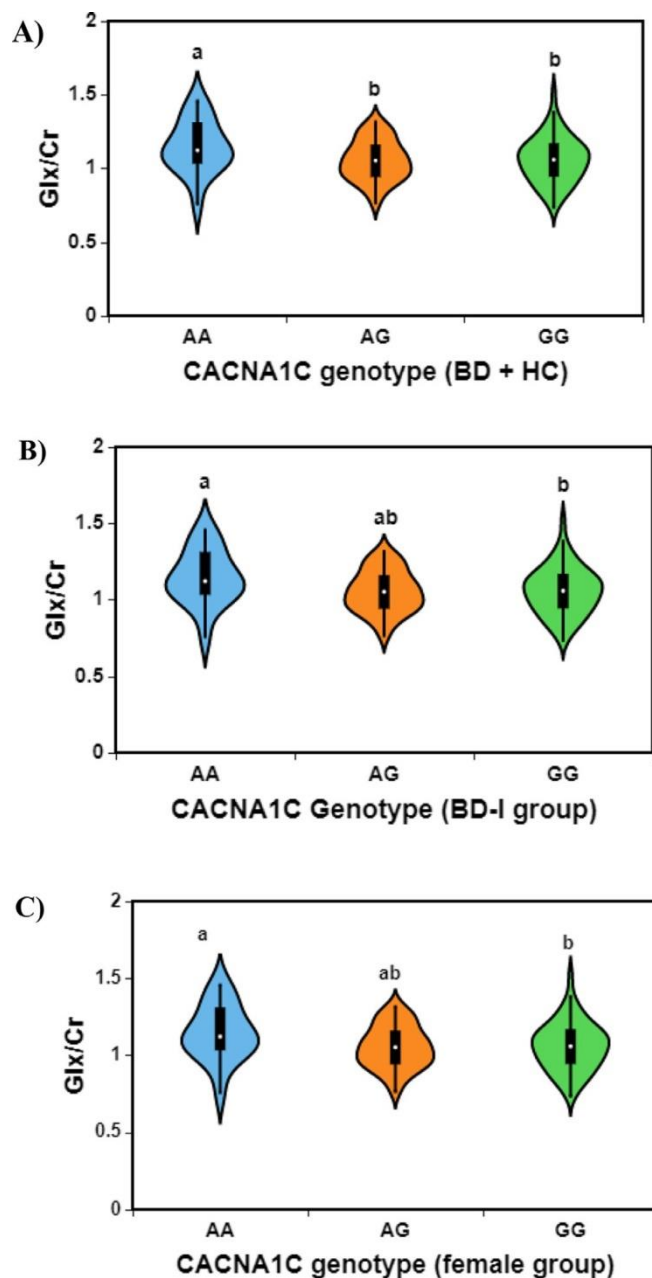 A)
2
a
b
b
1.5
1
0.5
0
Glx/Cr
AA AG GG
CACNA1C genotype (BD + HC)
B)
2
a
ab
b
1.5
1
0.5
0
Glx/Cr
AA AG GG
CACNA1C Genotype (BD-I group)
C)
2
a
ab
b
1.5
1
0.5
0
Glx/Cr
AA AG GG
CACNA1C genotype (female group)